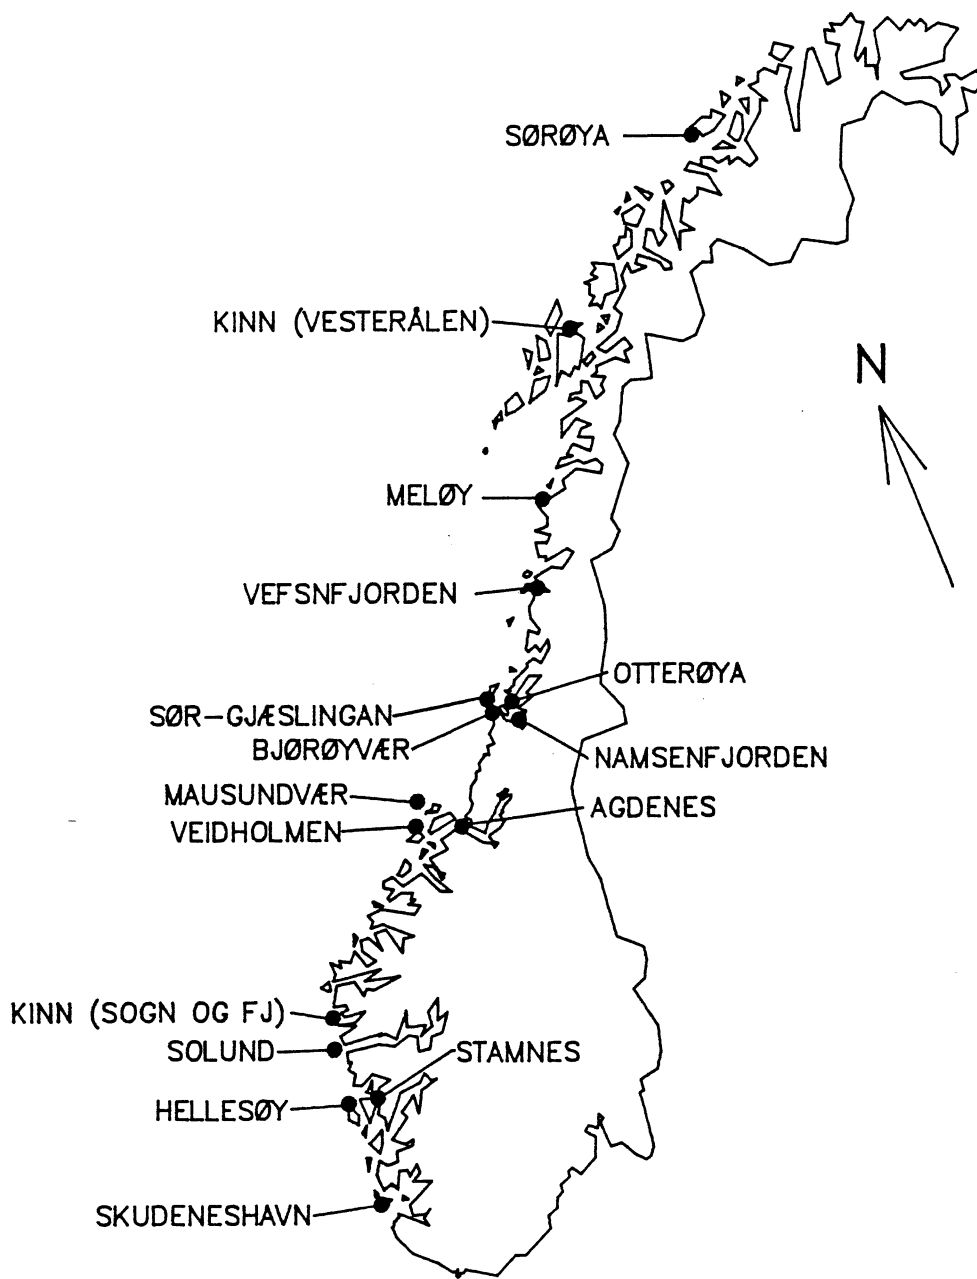 SØRØYA
KINN (VESTERÅLEN)
N
MELØY
VEFSNFJORDEN
OTTERØYA
SØR-GJÆSLINGAN
BJØRØYVÆR
NAMSENFJORDEN
MAUSUNDVÆR
AGDENES
VEIDHOLMEN
KINN (SOGN OG FJ)
SOLUND
STAMNES
HELLESØY
SKUDENESHAVN